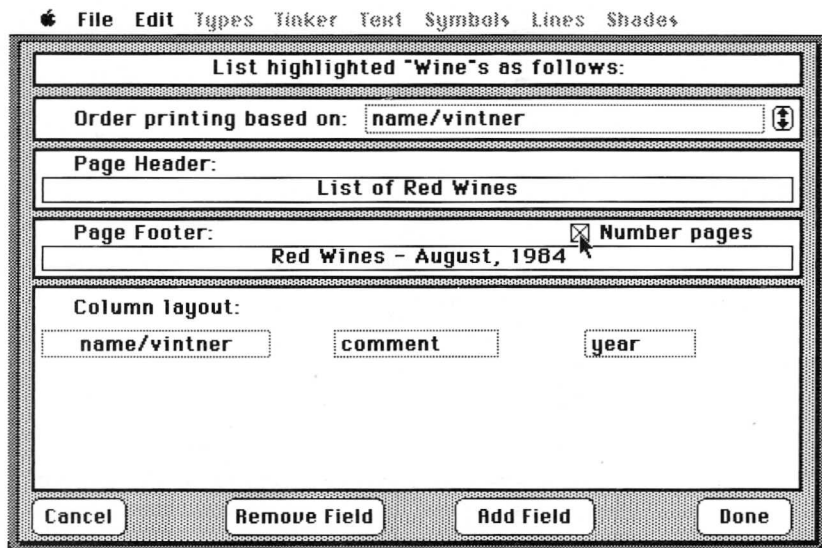 File Edit Types Tinker Text Symbols Lines Shades
List highlighted "Wine"s as follows:
Order printing based on: name/vintner
Page Header:
List of Red Wines
Page Footer: Number pages
Red Wines - August, 1984
Column layout:
name/vintner comment year
Cancel Remove Field Add Field Done